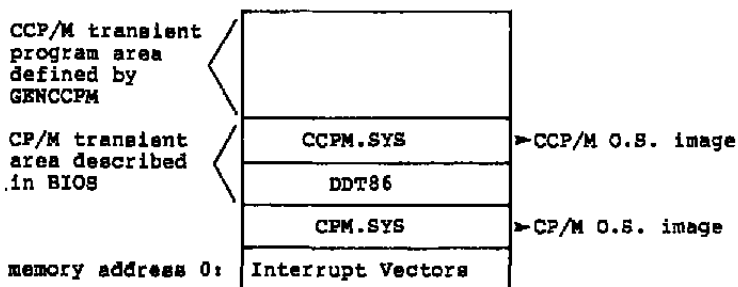 CCP/M transient
program area
defined by
GENCCPM
CP/M transient
area described
in BIOS
CCPM.SYS
CCP/M O.S. image
DDT86
CPM.SYS
CP/M O.S. image
memory address 0:
Interrupt Vectors